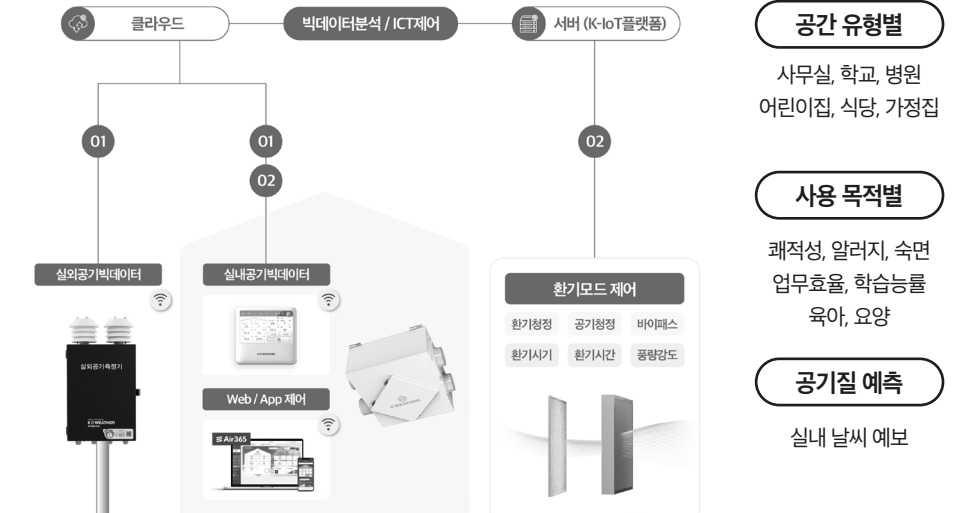 클라우드
빅데이터분석 / ICT제어
서버 (K-IoT플랫폼)
01
01
02
02
실외공기빅데이터
실내공기빅데이터
실외공기측정기
K WEATHER
Web / App 제어
Air365
K WEATHER
환기모드 제어
환기청정 공기청정 바이패스
환기시기 환기시간 풍량강도
공간 유형별
사무실, 학교, 병원
어린이집, 식당, 가정집
사용 목적별
쾌적성, 알러지, 숙면
업무효율, 학습능률
육아, 요양
공기질 예측
실내 날씨 예보